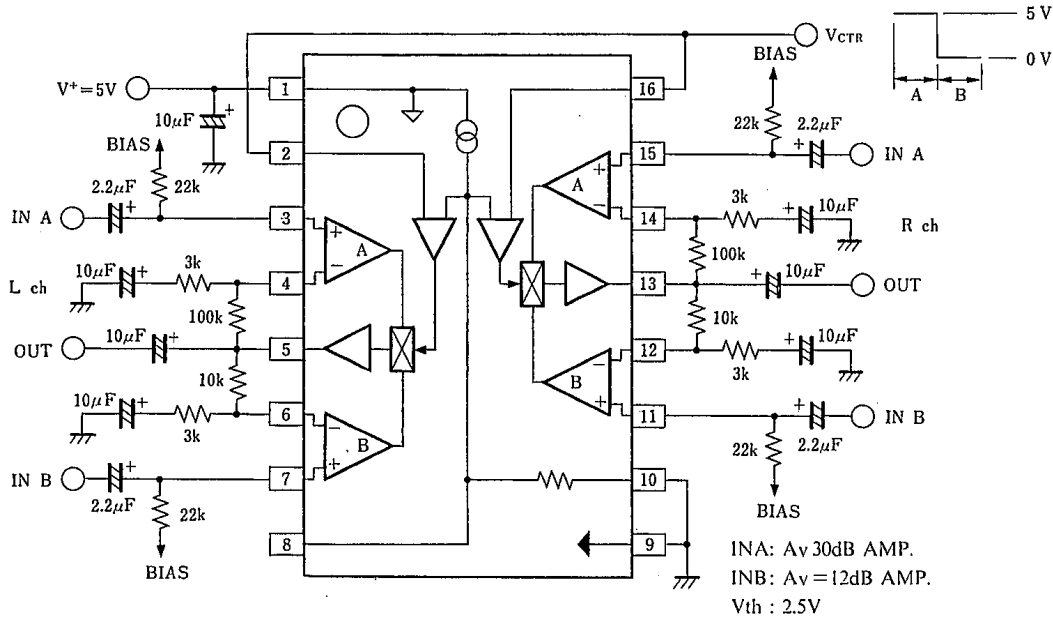 5 V
0 V
A
B
VCTR
BIAS
V+=5V
1
16
10μF
+
22k
2.2μF
+
BIAS
2
15
IN A
2.2μF
+
22k
A
+
−
3k
10μF
+
IN A
3
14
R ch
+
−
A
10μF
+
3k
100k
10μF
+
L ch
4
13
OUT
100k
10k
OUT
10μF
+
5
12
10μF
+
10k
3k
10μF
+
3k
6
−
+
B
11
IN B
−
+
B
22k
+
2.2μF
IN B
+
2.2μF
7
10
22k
BIAS
BIAS
8
9
INA: Av 30dB AMP.
INB: Av=12dB AMP.
Vth : 2.5V